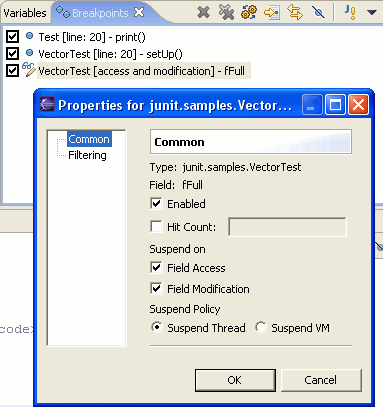 Variables
Breakpoints
Test [line: 20] - print()
VectorTest [line: 20] - setUp()
VectorTest [access and modification] - fFull
Properties for junit.samples.Vector...
Common
Filtering
Common
Type: junit.samples.VectorTest
Field: fFull
Enabled
Hit Count:
Suspend on
Field Access
Field Modification
Suspend Policy
Suspend Thread
Suspend VM
code>
OK
Cancel